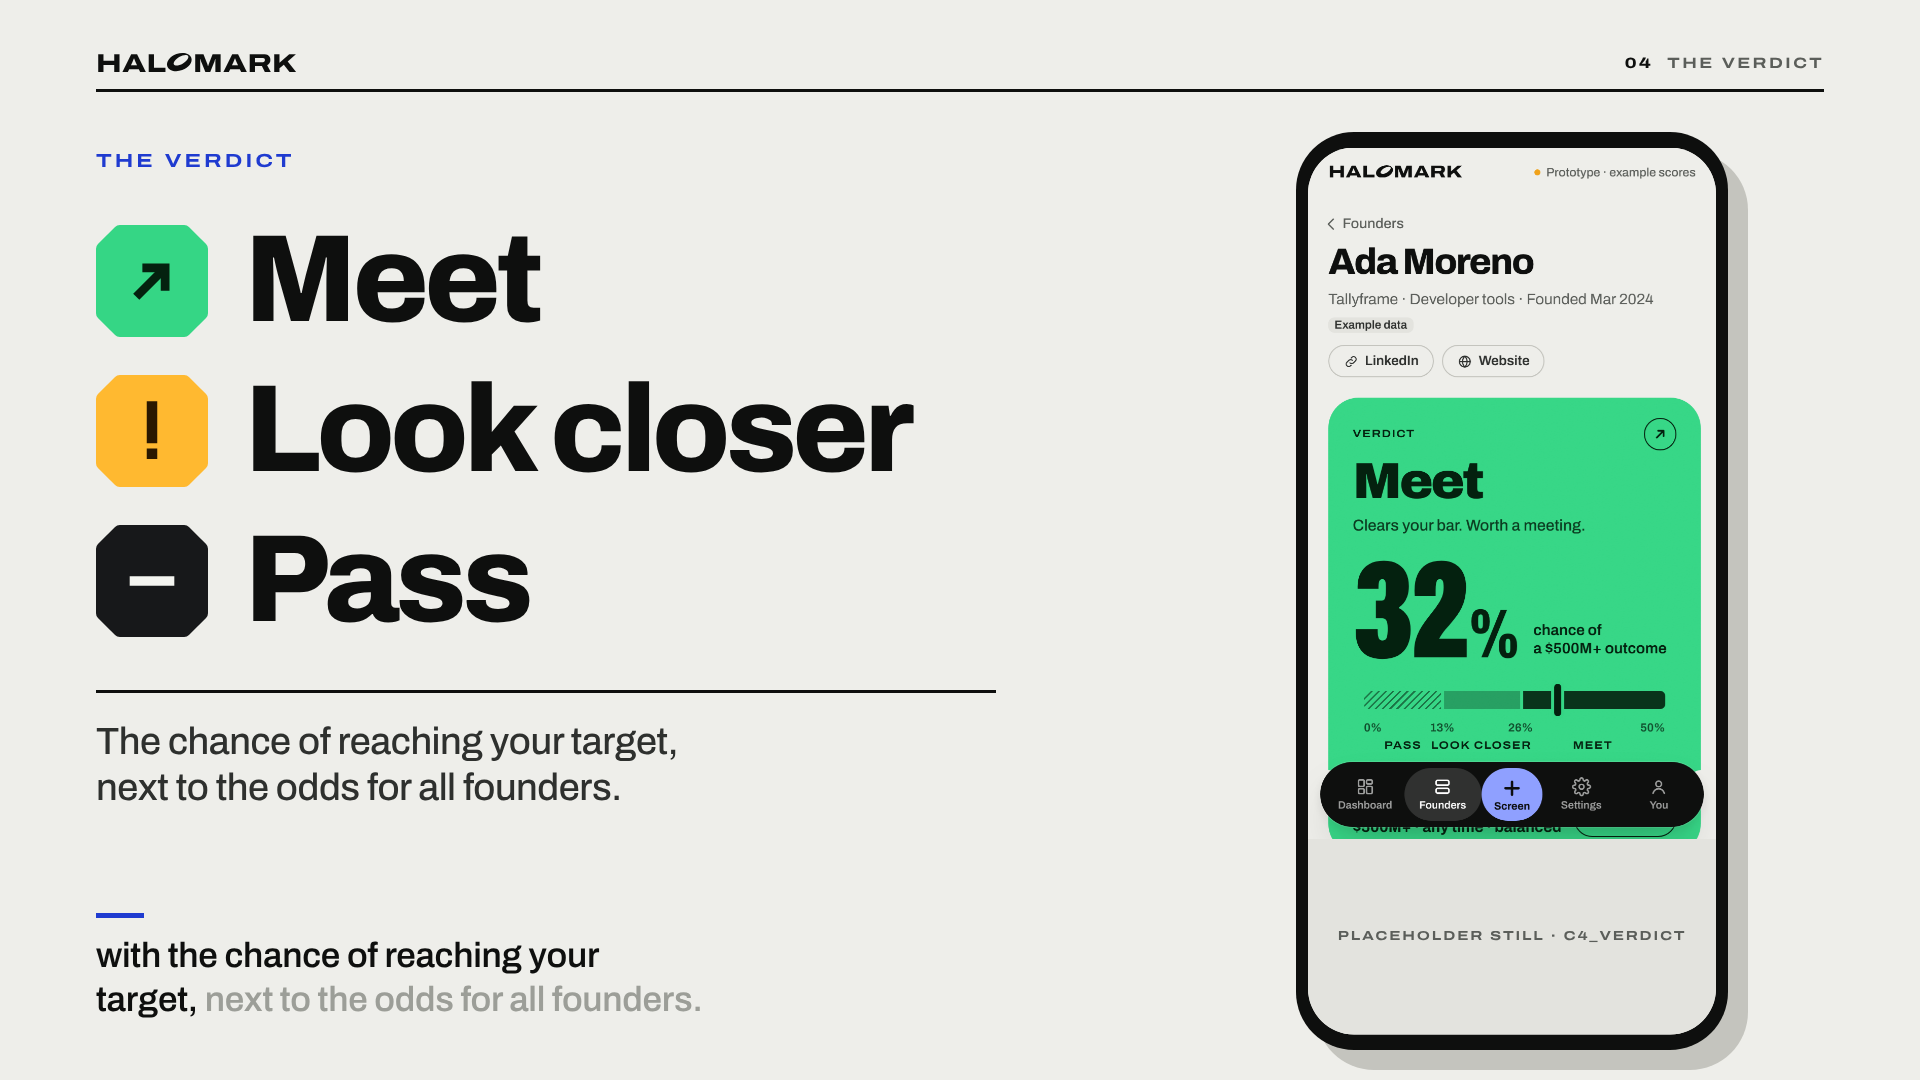 HALOMARK
04 THE VERDICT
THE VERDICT
Meet
!
Look closer
Pass
The chance of reaching your target,
next to the odds for all founders.
with the chance of reaching your
target, next to the odds for all founders.
HALOMARK
Prototype · example scores
Founders
Ada Moreno
Tallyframe · Developer tools · Founded Mar 2024
Example data
LinkedIn
Website
VERDICT
Meet
Clears your bar. Worth a meeting.
32%
chance of
a $500M+ outcome
0% 13% 26% 50%
PASS LOOK CLOSER MEET
Dashboard Founders Screen Settings You
$500M+ · any time · balanced
PLACEHOLDER STILL · C4_VERDICT